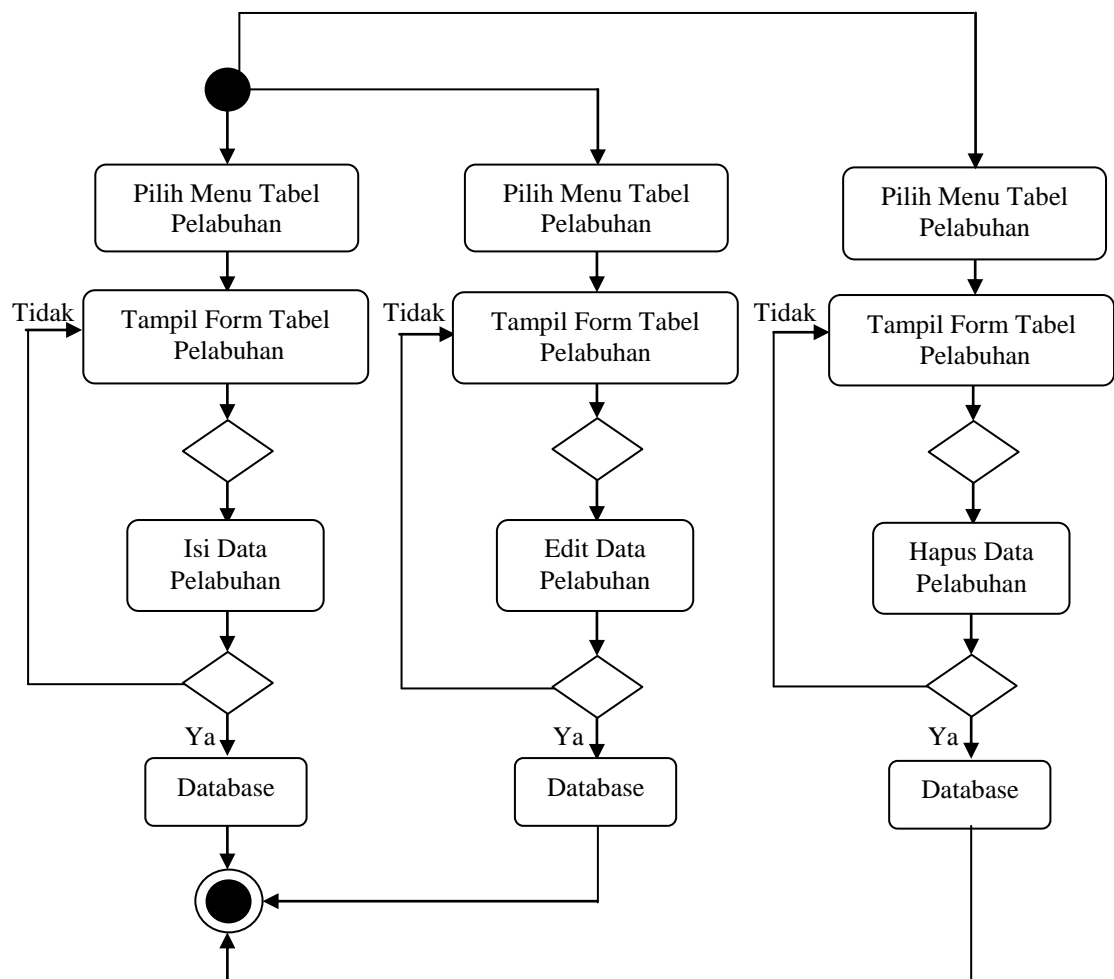 Pilih Menu Tabel
Pelabuhan
Pilih Menu Tabel
Pelabuhan
Pilih Menu Tabel
Pelabuhan
Tidak
Tampil Form Tabel
Pelabuhan
Tidak
Tampil Form Tabel
Pelabuhan
Tidak
Tampil Form Tabel
Pelabuhan
Isi Data
Pelabuhan
Edit Data
Pelabuhan
Hapus Data
Pelabuhan
Ya
Ya
Ya
Database
Database
Database